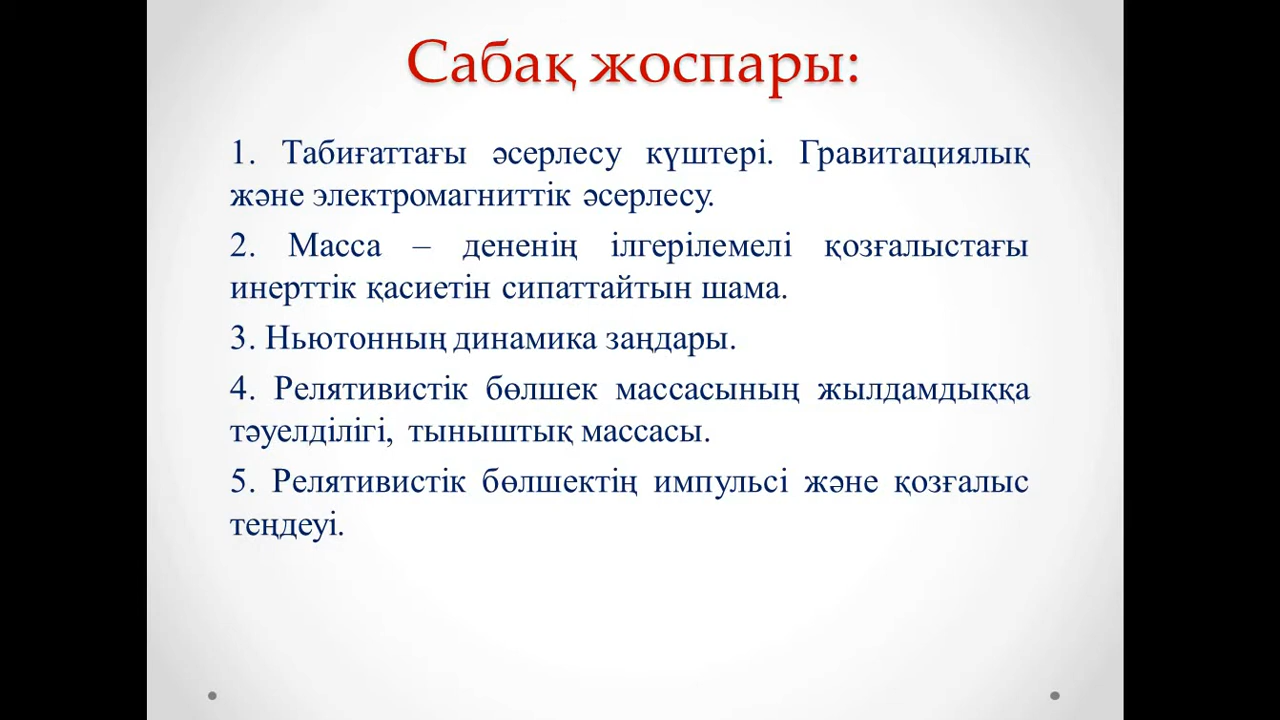 Сабақ жоспары:
1. Табиғаттағы әсерлесу күштері. Гравитациялық
және электромагниттік әсерлесу.
2. Масса – дененің ілгерілемелі қозғалыстағы
инерттік қасиетін сипаттайтын шама.
3. Ньютонның динамика заңдары.
4. Релятивистік бөлшек массасының жылдамдыққа
тәуелділігі, тыныштық массасы.
5. Релятивистік бөлшектің импульсі және қозғалыс
теңдеуі.